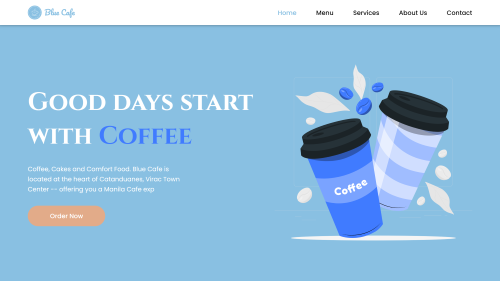 Blue Cafe
Home Menu Services About Us Contact
Good days start
with Coffee
Coffee, Cakes and Comfort Food. Blue Cafe is
located at the heart of Catanduanes, Virac Town
Center -- offering you a Manila Cafe exp
Order Now
Coffee